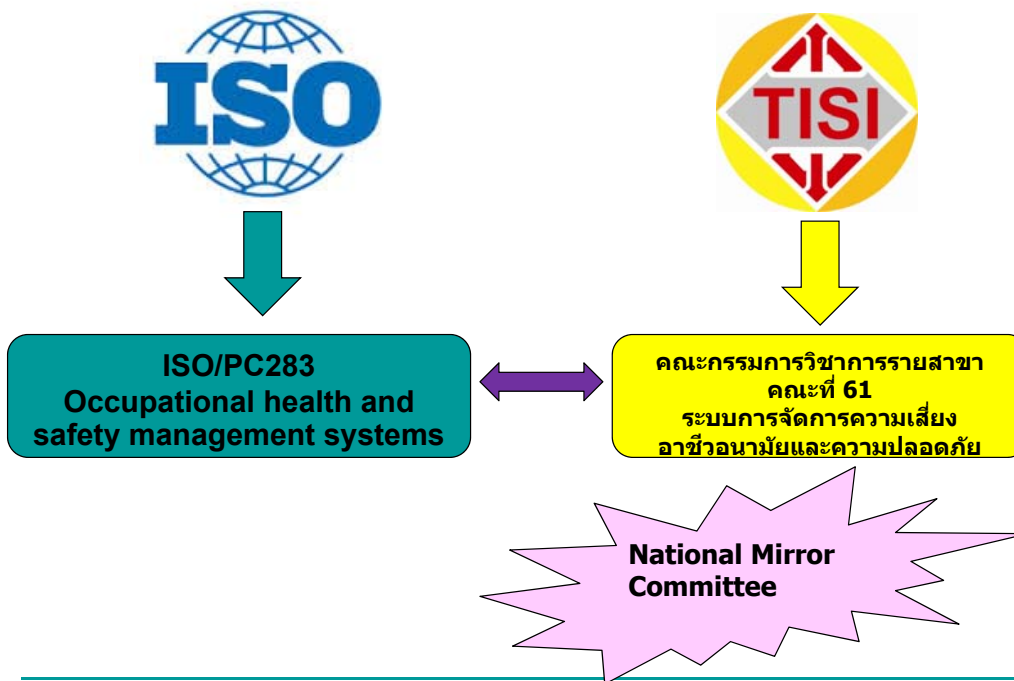 ISO
TISI
ISO/PC283
Occupational health and
safety management systems
คณะกรรมการวิชาการรายสาขา
คณะที่ 61
ระบบการจัดการความเสี่ยง
อาชีวอนามัยและความปลอดภัย
National Mirror
Committee